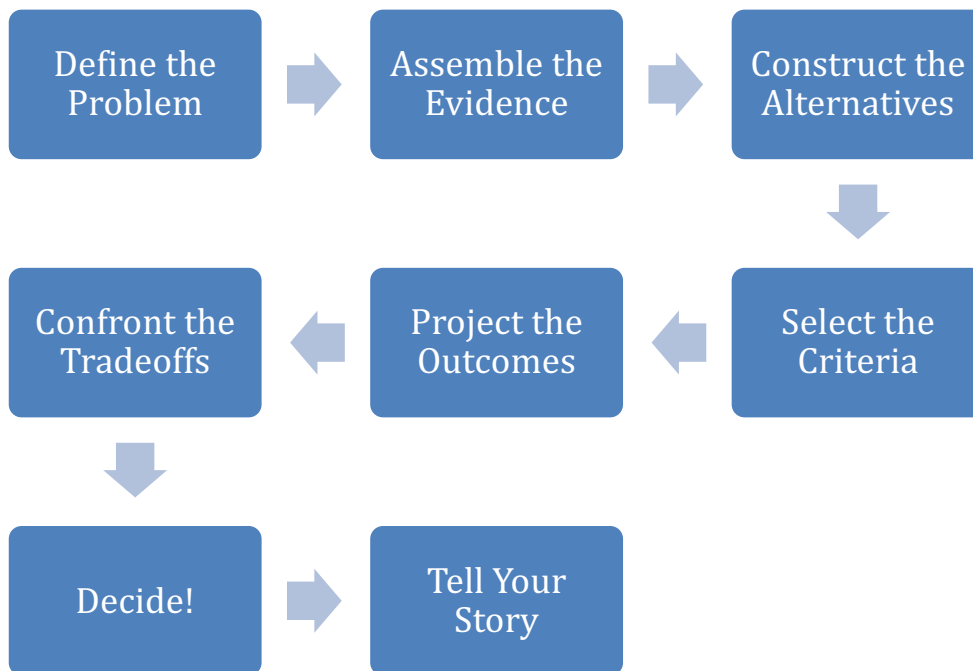 Define the
Problem
Assemble the
Evidence
Construct the
Alternatives
Select the
Criteria
Project the
Outcomes
Confront the
Tradeoffs
Decide!
Tell Your
Story